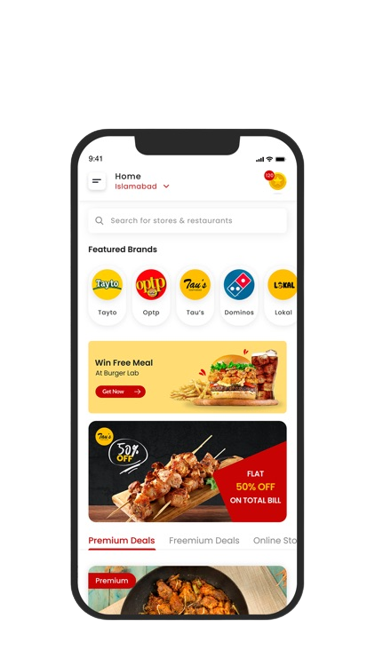 9:41
Home
Islamabad
120
Search for stores & restaurants
Featured Brands
Tayto
optp
Tau's
LOKAL
Tayto
Optp
Tau's
Dominos
Lokal
Win Free Meal
At Burger Lab
Get Now
Tau's
50%
OFF
FLAT
50% OFF
ON TOTAL BILL
Premium Deals
Freemium Deals
Online Sto
Premium